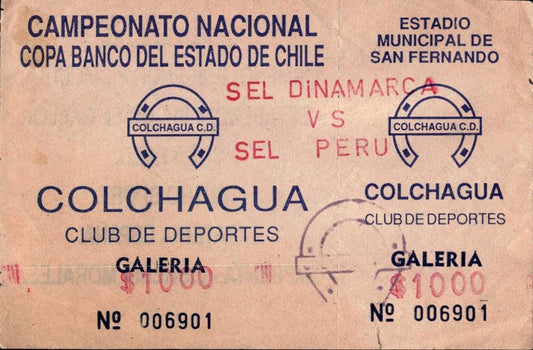 CAMPEONATO NACIONAL
COPA BANCO DEL ESTADO DE CHILE
ESTADIO
MUNICIPAL DE
SAN FERNANDO
SEL DiNAMARCA
VS
SEL PERU
COLCHAGUA C.D.
COLCHAGUA C.D.
COLCHAGUA
CLUB DE DEPORTES
GALERIA
$1000
Nº 006901
COLCHAGUA
CLUB DE DEPORTES
GALERIA
$1000
Nº 006901